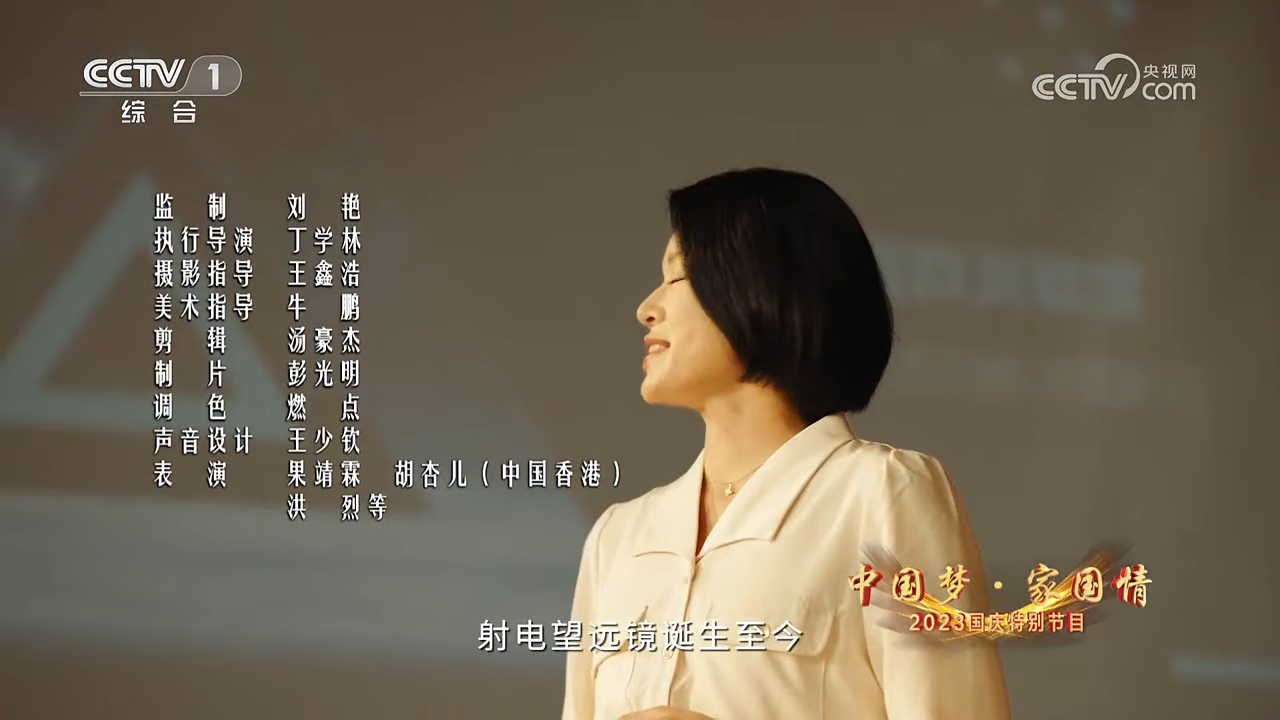 CCTV 1
综合
央视网
CCTV.com
监制 刘艳
执行导演 丁学林
摄影指导 王鑫浩
美术指导 牛鹏
剪辑 汤豪杰
制片 彭光明
调色 燃点
声音设计 王少钦
表演 果靖霖 胡杏儿（中国香港）
洪烈等
中国梦·家国情
2023国庆特别节目
射电望远镜诞生至今